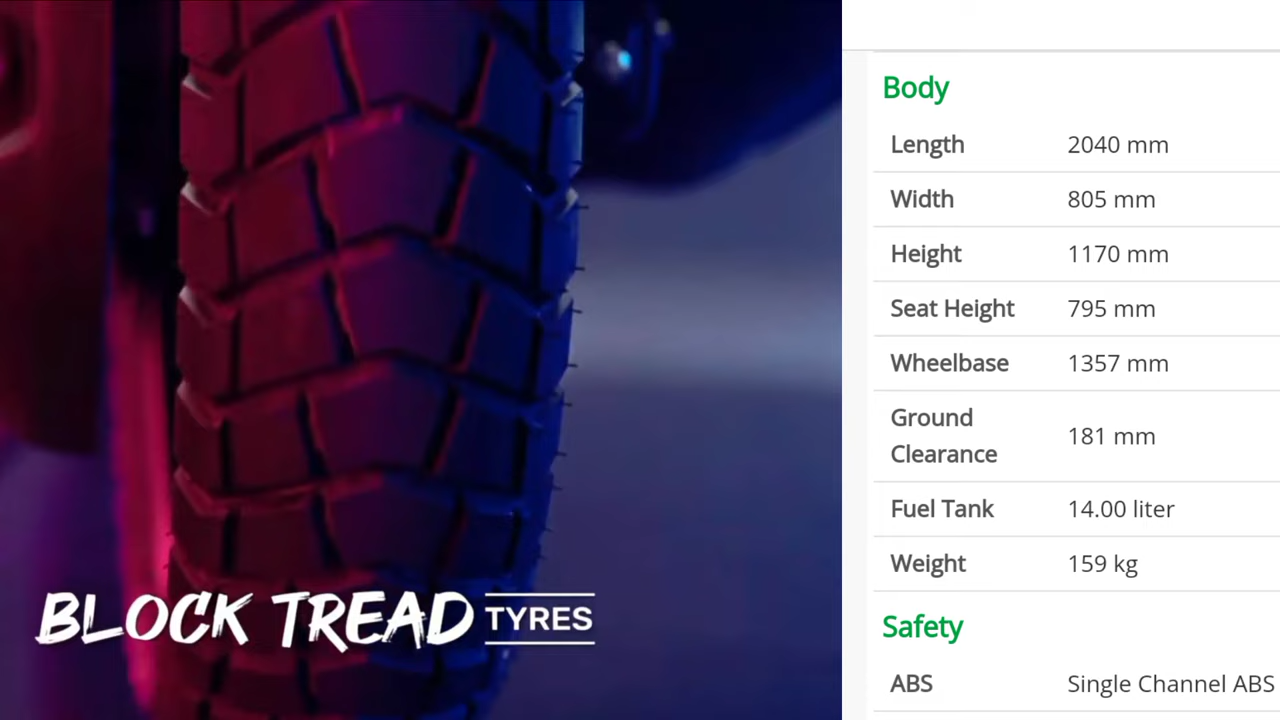 BLOCK TREAD TYRES
Body
Length 2040 mm
Width 805 mm
Height 1170 mm
Seat Height 795 mm
Wheelbase 1357 mm
Ground Clearance 181 mm
Fuel Tank 14.00 liter
Weight 159 kg
Safety
ABS Single Channel ABS